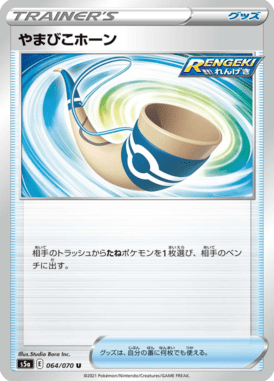 TRAINER'S グッズ
やまびこホーン
RENGEKI
れんげき
相手のトラッシュからたねポケモンを1枚選び、相手のベン
チに出す。
Illus. Studio Bora Inc.
S5a E 064/070 U
グッズは、自分の番に何枚でも使える。
©2021 Pokémon/Nintendo/Creatures/GAME FREAK.